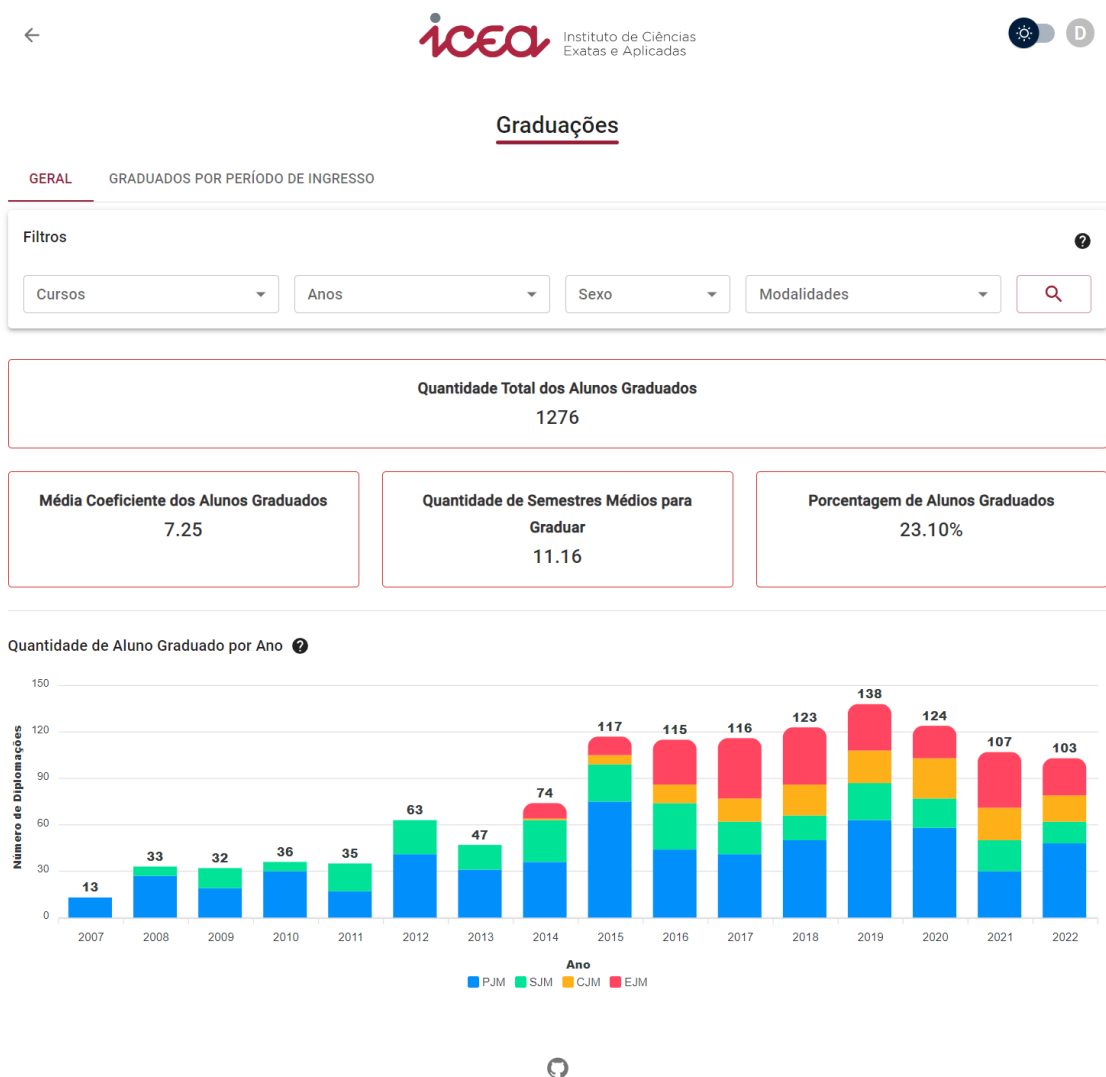 icea Instituto de Ciências
Exatas e Aplicadas
D
Graduações
GERAL GRADUADOS POR PERÍODO DE INGRESSO
Filtros
?
Cursos Anos Sexo Modalidades
Quantidade Total dos Alunos Graduados
1276
Média Coeficiente dos Alunos Graduados
7.25
Quantidade de Semestres Médios para
Graduar
11.16
Porcentagem de Alunos Graduados
23.10%
Quantidade de Aluno Graduado por Ano ?
Número de Diplomações
150
120
90
60
30
0
13 33 32 36 35 63 47 74 117 115 116 123 138 124 107 103
2007 2008 2009 2010 2011 2012 2013 2014 2015 2016 2017 2018 2019 2020 2021 2022
Ano
PJM SJM CJM EJM